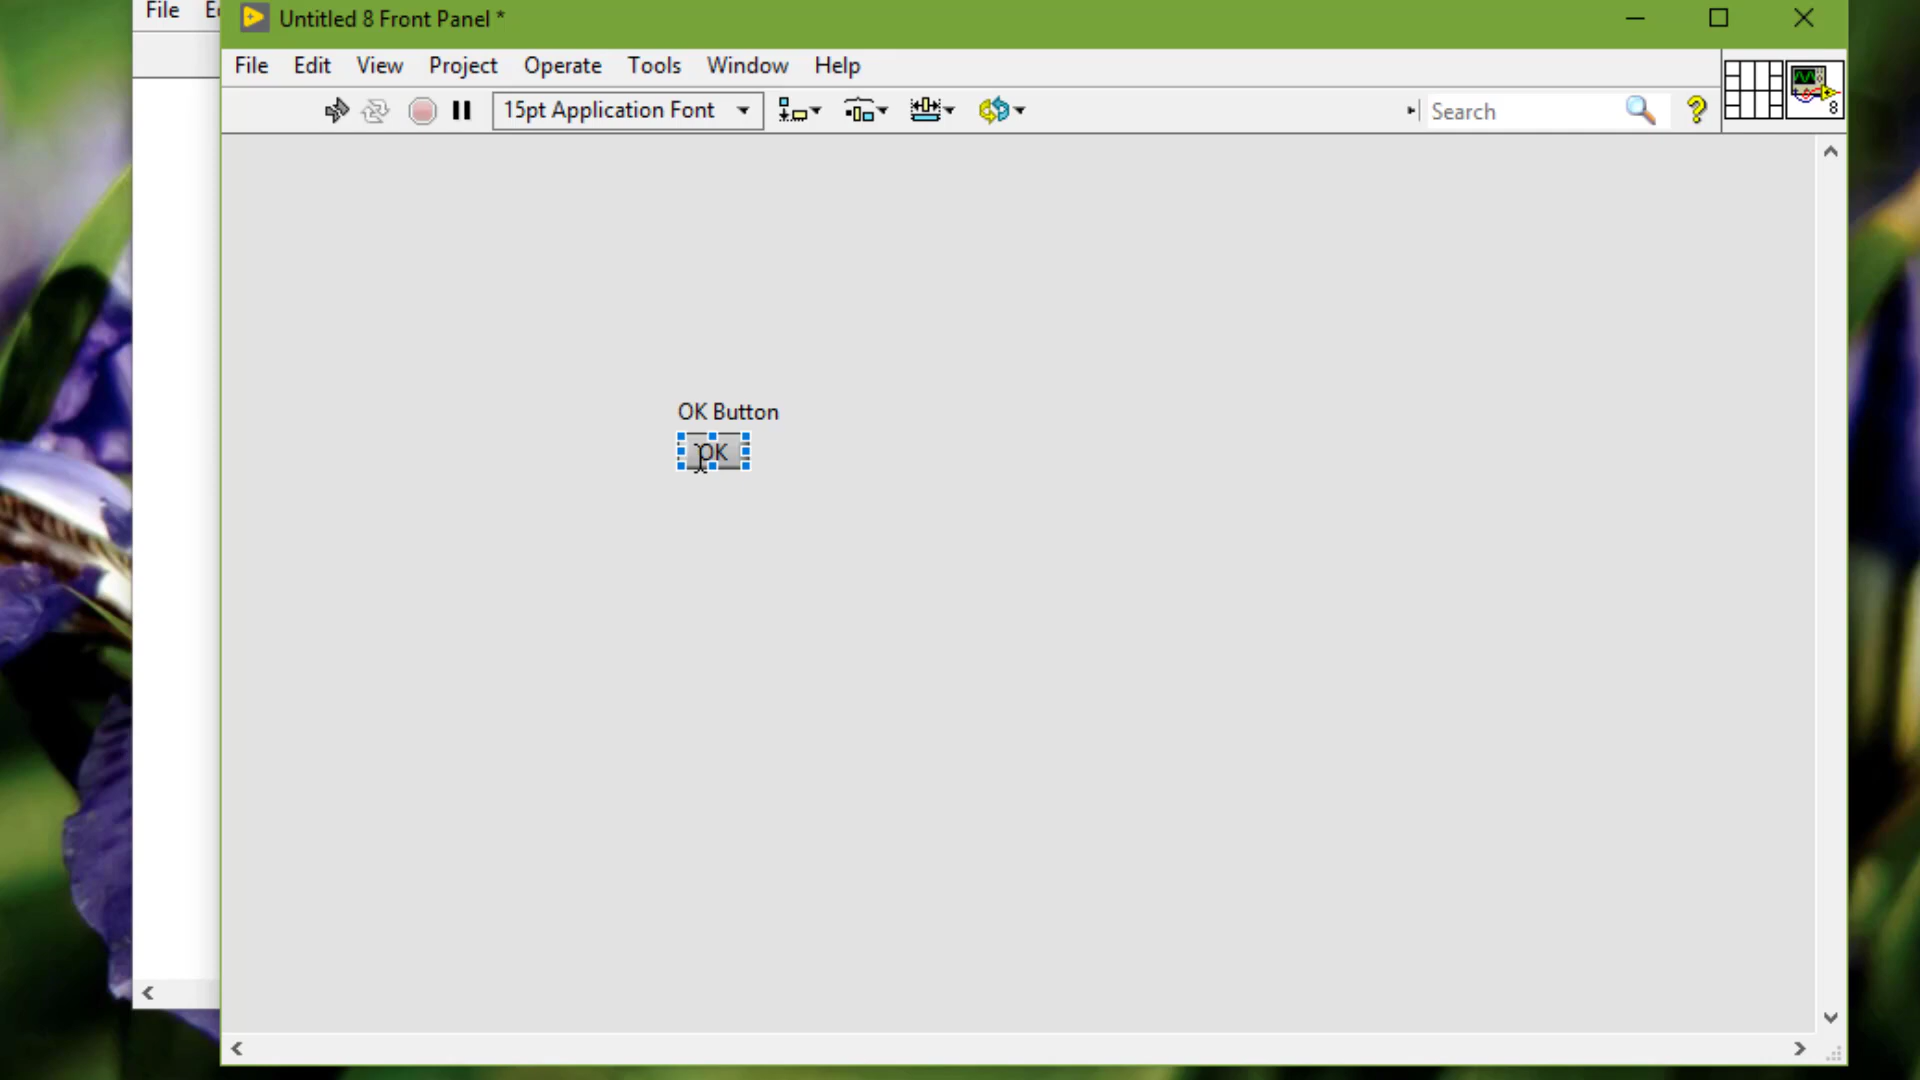 File
Untitled 8 Front Panel *
File Edit View Project Operate Tools Window Help
15pt Application Font
Search
?
8
OK Button
OK